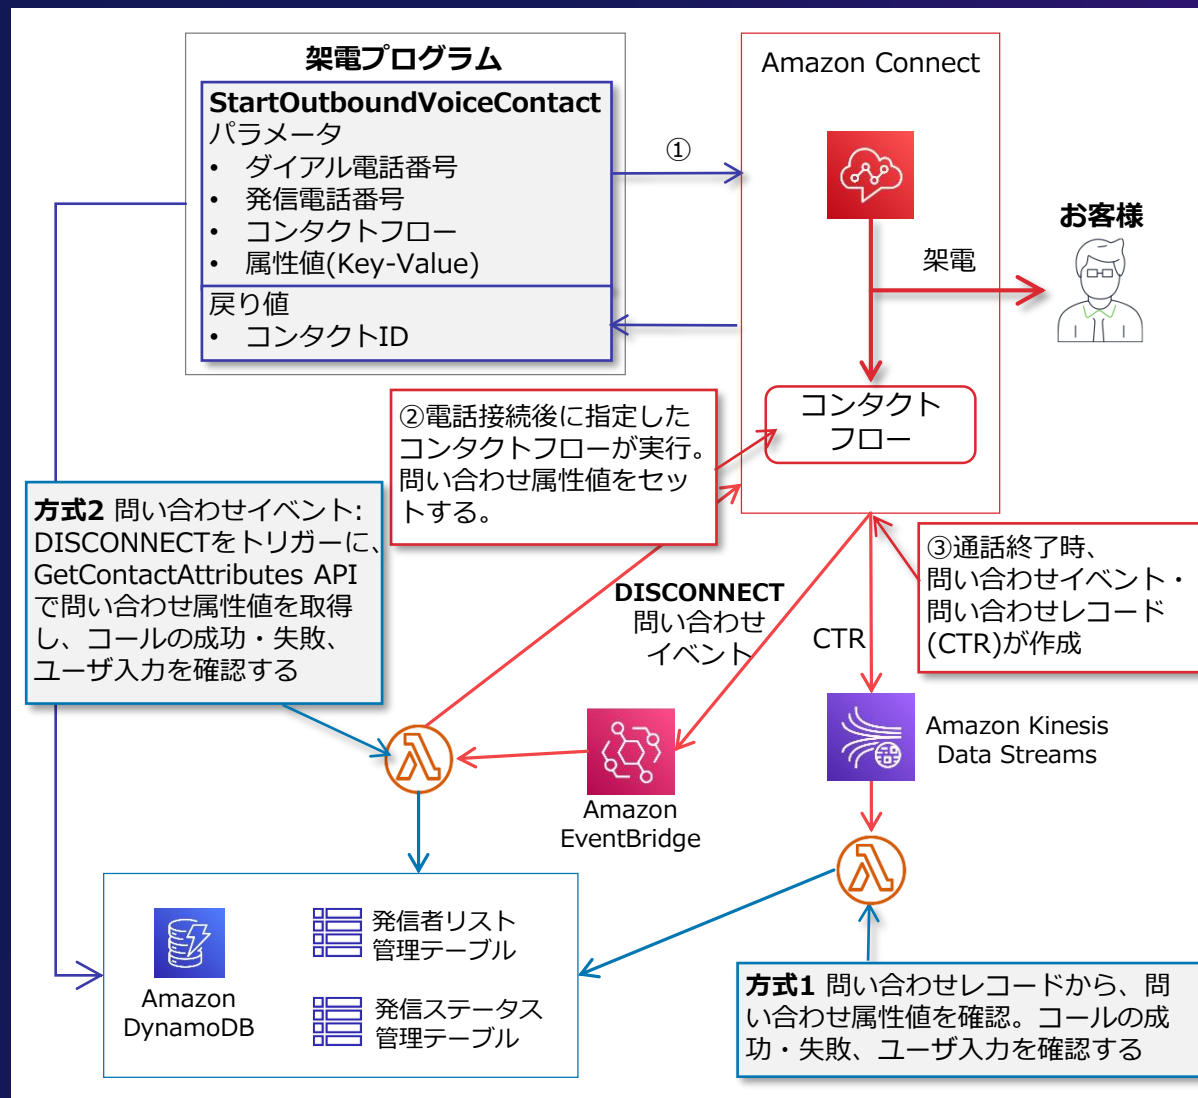 架電プログラム
StartOutboundVoiceContact
パラメータ
• ダイアル電話番号
• 発信電話番号
• コンタクトフロー
• 属性値(Key-Value)
戻り値
• コンタクトID
①
Amazon Connect
お客様
架電
コンタクト
フロー
②電話接続後に指定した
コンタクトフローが実行。
問い合わせ属性値をセッ
トする。
方式2 問い合わせイベント:
DISCONNECTをトリガーに、
GetContactAttributes API
で問い合わせ属性値を取得
し、コールの成功・失敗、
ユーザ入力を確認する
DISCONNECT
問い合わせ
イベント
CTR
③通話終了時、
問い合わせイベント・
問い合わせレコード
(CTR)が作成
Amazon Kinesis
Data Streams
Amazon
EventBridge
発信者リスト
管理テーブル
Amazon
DynamoDB
発信ステータス
管理テーブル
方式1 問い合わせレコードから、問
い合わせ属性値を確認。コールの成
功・失敗、ユーザ入力を確認する